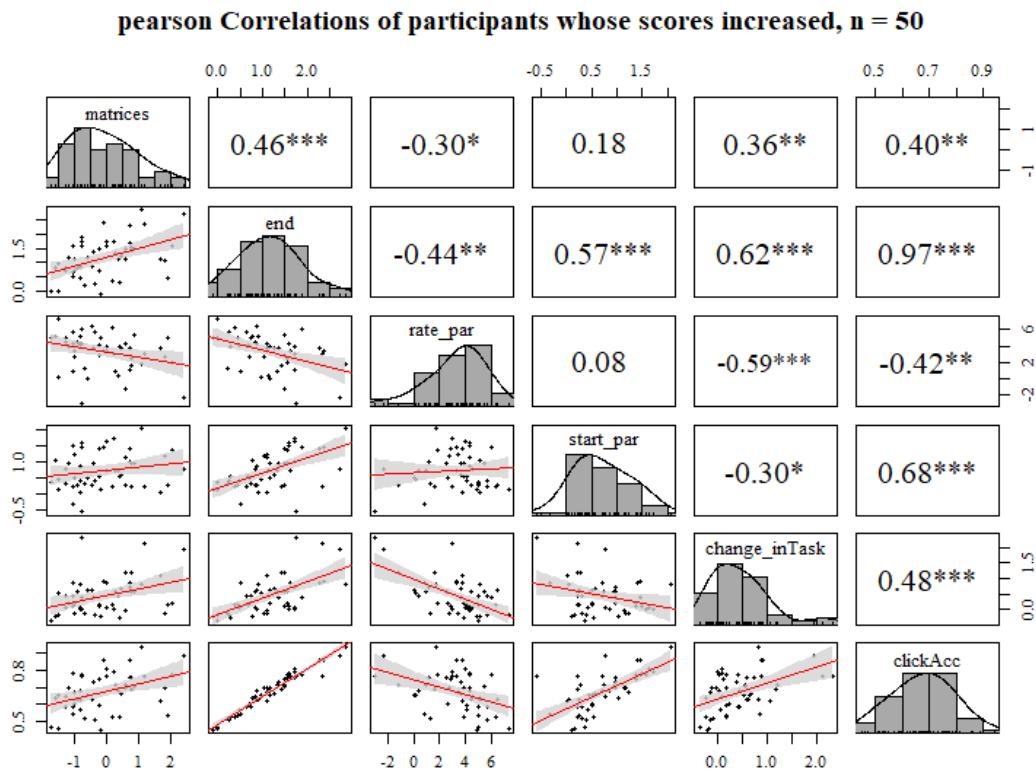 pearson Correlations of participants whose scores increased, n = 50
0.0 1.0 2.0 -0.5 0.5 0.5 0.7 0.9
matrices 0.46*** -0.30* 0.18 0.36** 0.40** -1 1
0.0 1.5 end -0.44** 0.57*** 0.62*** 0.97***
rate_par 0.08 -0.59*** -0.42** -2 2 6
-0.5 1.0 start_par -0.30* 0.68***
change_inTask 0.48*** 0.0 1.5
0.5 0.8 clickAcc
-1 0 1 2 -2 0 2 4 6 0.0 1.0 2.0